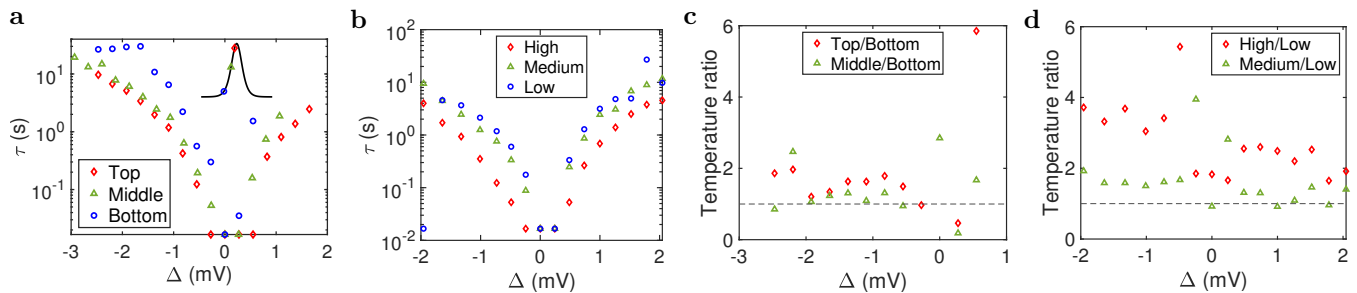 a
τ (s)
10^1
10^0
10^-1
Top
Middle
Bottom
-3 -2 -1 0 1 2
Δ (mV)
b
τ (s)
10^2
10^1
10^0
10^-1
10^-2
High
Medium
Low
-2 -1 0 1 2
Δ (mV)
c
Temperature ratio
6
4
2
0
Top/Bottom
Middle/Bottom
-3 -2 -1 0 1
Δ (mV)
d
Temperature ratio
6
4
2
0
High/Low
Medium/Low
-2 -1 0 1 2
Δ (mV)